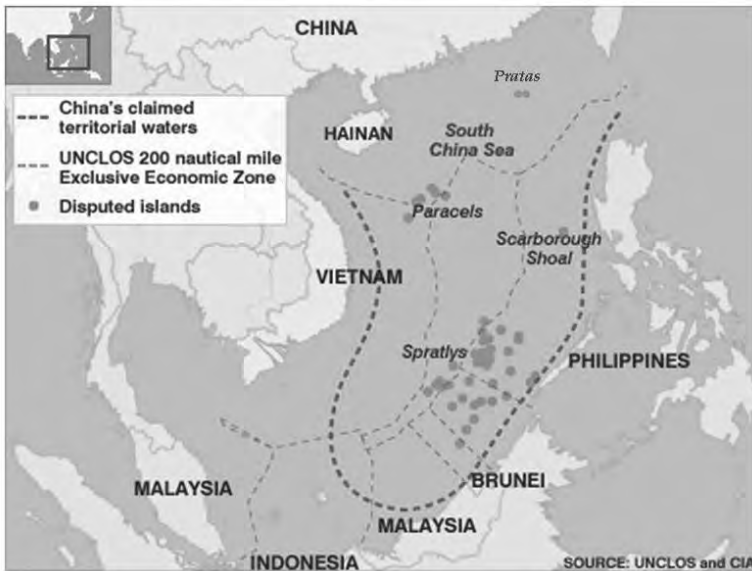 CHINA
Pratas
China's claimed
territorial waters
UNCLOS 200 nautical mile
Exclusive Economic Zone
Disputed islands
HAINAN
South
China Sea
Paracels
Scarborough
Shoal
VIETNAM
Spratlys
PHILIPPINES
MALAYSIA
BRUNEI
MALAYSIA
INDONESIA
SOURCE: UNCLOS and CIA